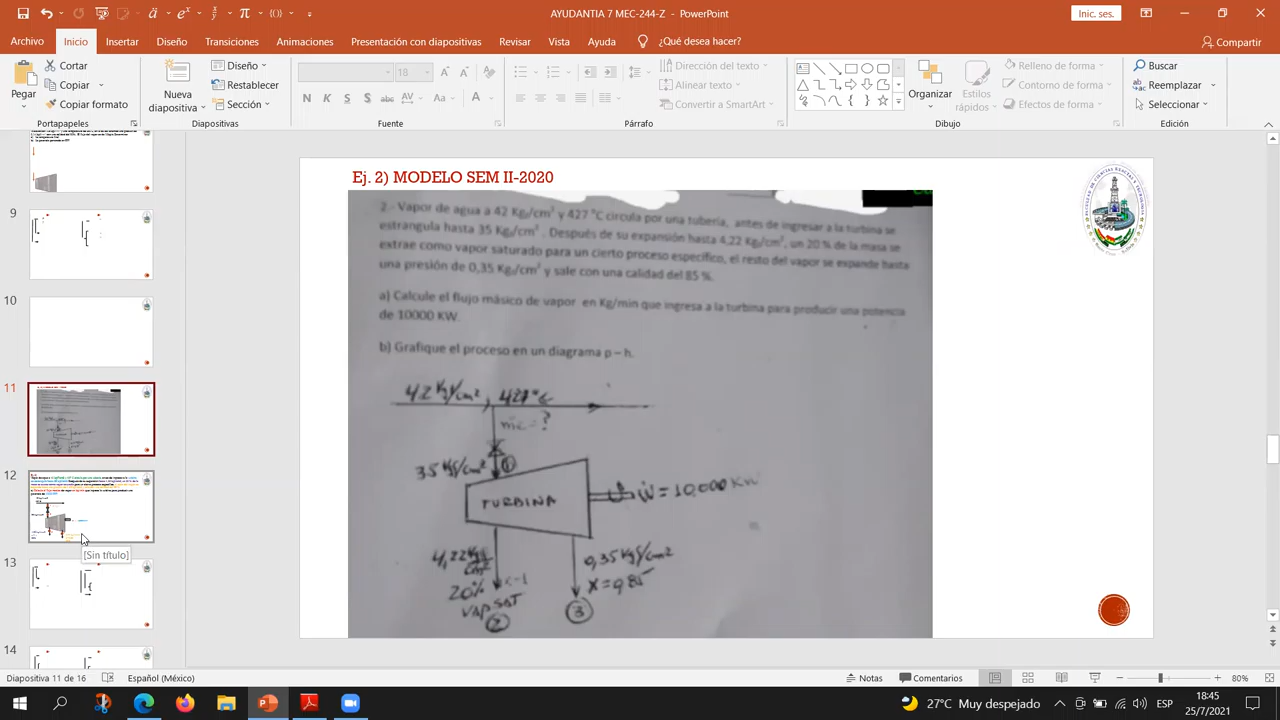 AYUDANTIA 7 MEC-244-Z - PowerPoint
Inic. ses.
Archivo
Inicio
Insertar
Diseño
Transiciones
Animaciones
Presentación con diapositivas
Revisar
Vista
Ayuda
¿Qué desea hacer?
Compartir
Pegar
Cortar
Copiar
Copiar formato
Portapapeles
Nueva diapositiva
Diseño
Restablecer
Sección
Diapositivas
18
N K S S abc AV Aa A
Fuente
Dirección del texto
Alinear texto
Convertir a SmartArt
Párrafo
Organizar
Estilos rápidos
Relleno de forma
Contorno de forma
Efectos de forma
Dibujo
Buscar
Reemplazar
Seleccionar
Edición
9
10
11
12
[Sin título]
13
14
Ej. 2) MODELO SEM II-2020
2.- Vapor de agua a 42 Kg/cm² y 427 °C circula por una tubería, antes de ingresar a la turbina se
estrangula hasta 35 Kg/cm². Después de su expansión hasta 4,22 Kg/cm², un 20 % de la masa se
extrae como vapor saturado para un cierto proceso específico, el resto del vapor se expande hasta
una presión de 0,35 Kg/cm² y sale con una calidad del 85 %.
a) Calcule el flujo másico de vapor en Kg/min que ingresa a la turbina para producir una potencia
de 10000 KW.
b) Grafique el proceso en un diagrama p – h.
42 Kg/cm², 427°C
= ?
35 Kg/
1
TURBINA
Ẇ = 10,000
4,22 Kg/cm²
20%
VAP SAT
2
0,35 Kg/cm²
X = 0,85
3
Diapositiva 11 de 16
Español (México)
Notas
Comentarios
80%
27°C Muy despejado
ESP
18:45
25/7/2021